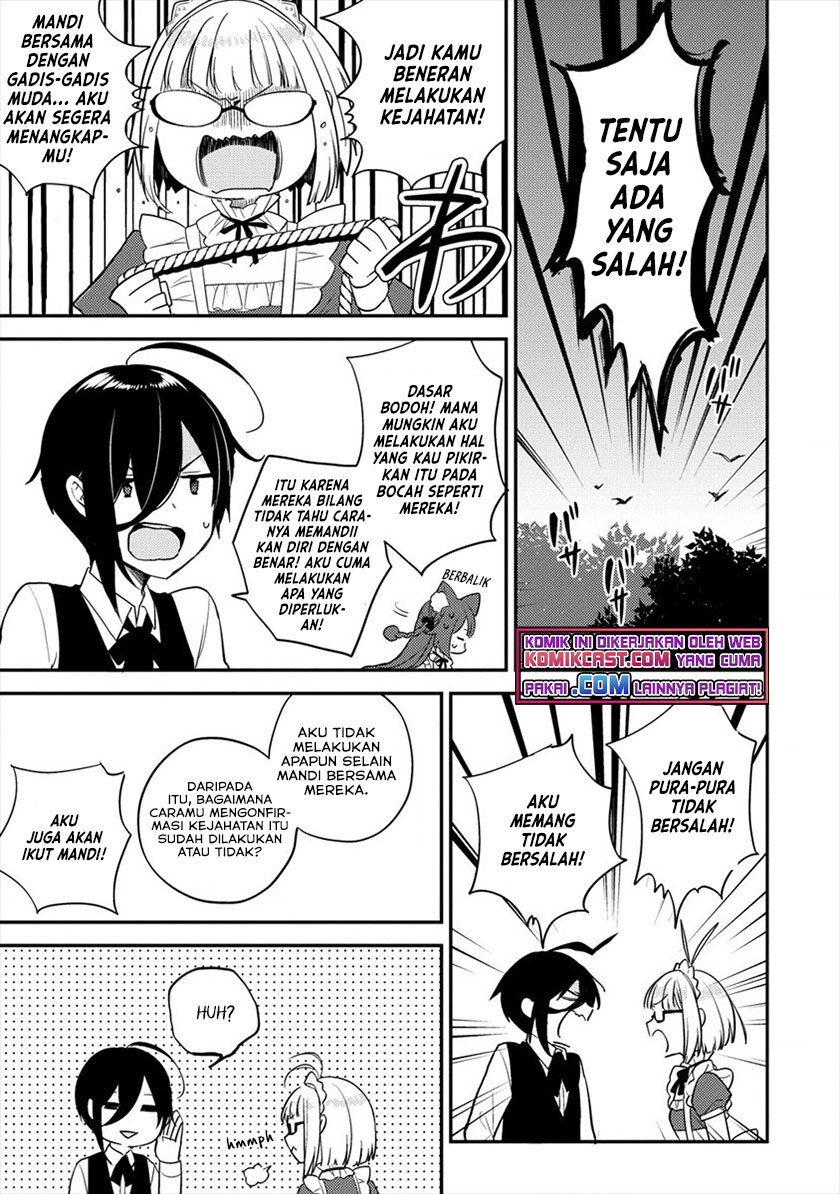 TENTU
SAJA
ADA
YANG
SALAH!
KOMIK INI DIKERJAKAN OLEH WEB
KOMIKCAST.COM YANG CUMA
PAKAI .COM LAINNYA PLAGIAT!
JADI KAMU
BENERAN
MELAKUKAN
KEJAHATAN!
MANDI
BERSAMA
DENGAN
GADIS-GADIS
MUDA... AKU
AKAN SEGERA
MENANGKAP-
MU!
わ
DASAR
BODOH! MANA
MUNGKIN AKU
MELAKUKAN HAL
YANG KAU PIKIR-
KAN ITU PADA
BOCAH SEPERTI
MEREKA!
ITU KARENA
MEREKA BILANG
TIDAK TAHU CARA-
NYA MEMANDII
KAN DIRI DENGAN
BENAR! AKU CUMA
MELAKUKAN
APA YANG
DIPERLUK-
AN!
BERBALIK
JANGAN
PURA-PURA
TIDAK
BERSALAH!
AKU
MEMANG
TIDAK
BERSALAH!
AKU TIDAK
MELAKUKAN
APAPUN SELAIN
MANDI BERSAMA
MEREKA.
DARIPADA
ITU, BAGAIMANA
CARAMU MENGONFIR-
MASI KEJAHATAN ITU
SUDAH DILAKUKAN
ATAU TIDAK?
AKU
JUGA AKAN
IKUT MANDI!
HUH?
hmmph